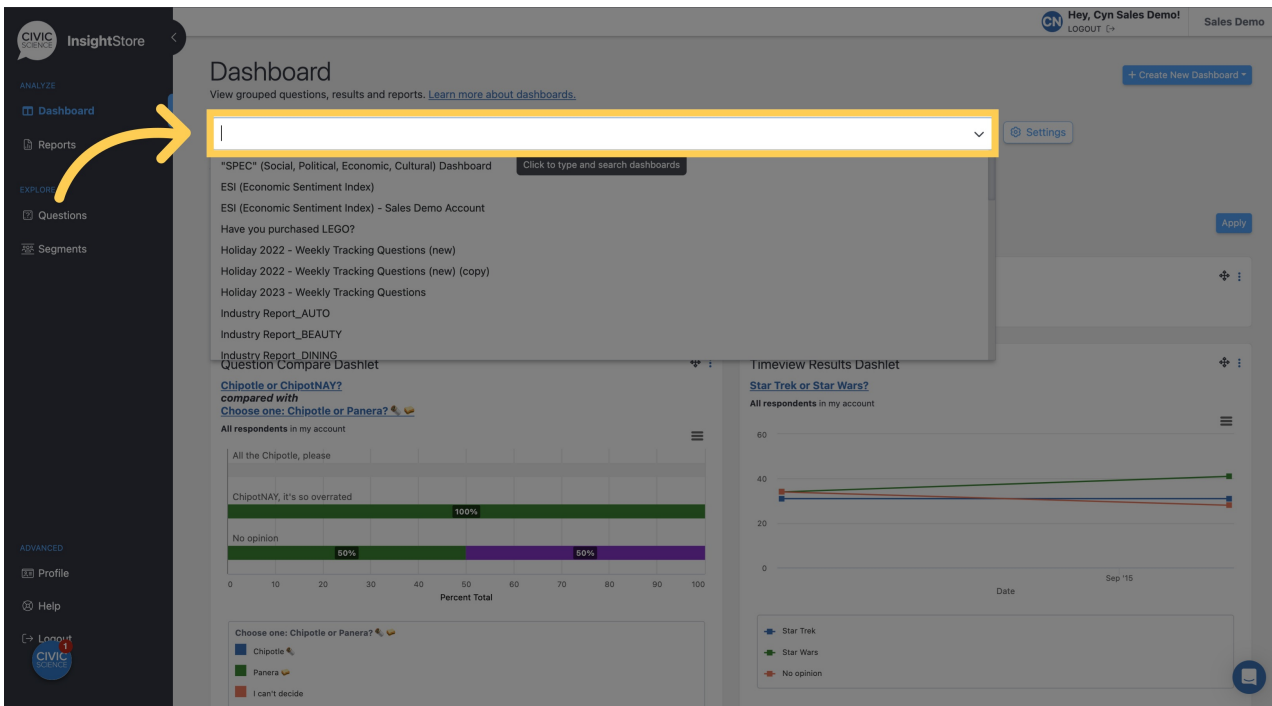 CIVIC
SCIENCE
InsightStore
CN
Hey, Cyn Sales Demo!
LOGOUT
Sales Demo
ANALYZE
Dashboard
Reports
EXPLORE
Questions
Segments
ADVANCED
Profile
Help
Logout
1
CIVIC
SCIENCE
Dashboard
+ Create New Dashboard
View grouped questions, results and reports. Learn more about dashboards.
Settings
"SPEC" (Social, Political, Economic, Cultural) Dashboard
Click to type and search dashboards
ESI (Economic Sentiment Index)
ESI (Economic Sentiment Index) - Sales Demo Account
Have you purchased LEGO?
Holiday 2022 - Weekly Tracking Questions (new)
Holiday 2022 - Weekly Tracking Questions (new) (copy)
Holiday 2023 - Weekly Tracking Questions
Industry Report_AUTO
Industry Report_BEAUTY
Industry Report_DINING
Apply
Question Compare Dashlet
Chipotle or ChipotNAY?
compared with
Choose one: Chipotle or Panera? 🌯 🥪
All respondents in my account
All the Chipotle, please
ChipotNAY, it's so overrated
100%
No opinion
50% 50%
0 10 20 30 40 50 60 70 80 90 100
Percent Total
Choose one: Chipotle or Panera? 🌯 🥪
Chipotle 🌯
Panera 🥪
I can't decide
Timeview Results Dashlet
Star Trek or Star Wars?
All respondents in my account
60
40
20
0
Sep '15
Date
Star Trek
Star Wars
No opinion